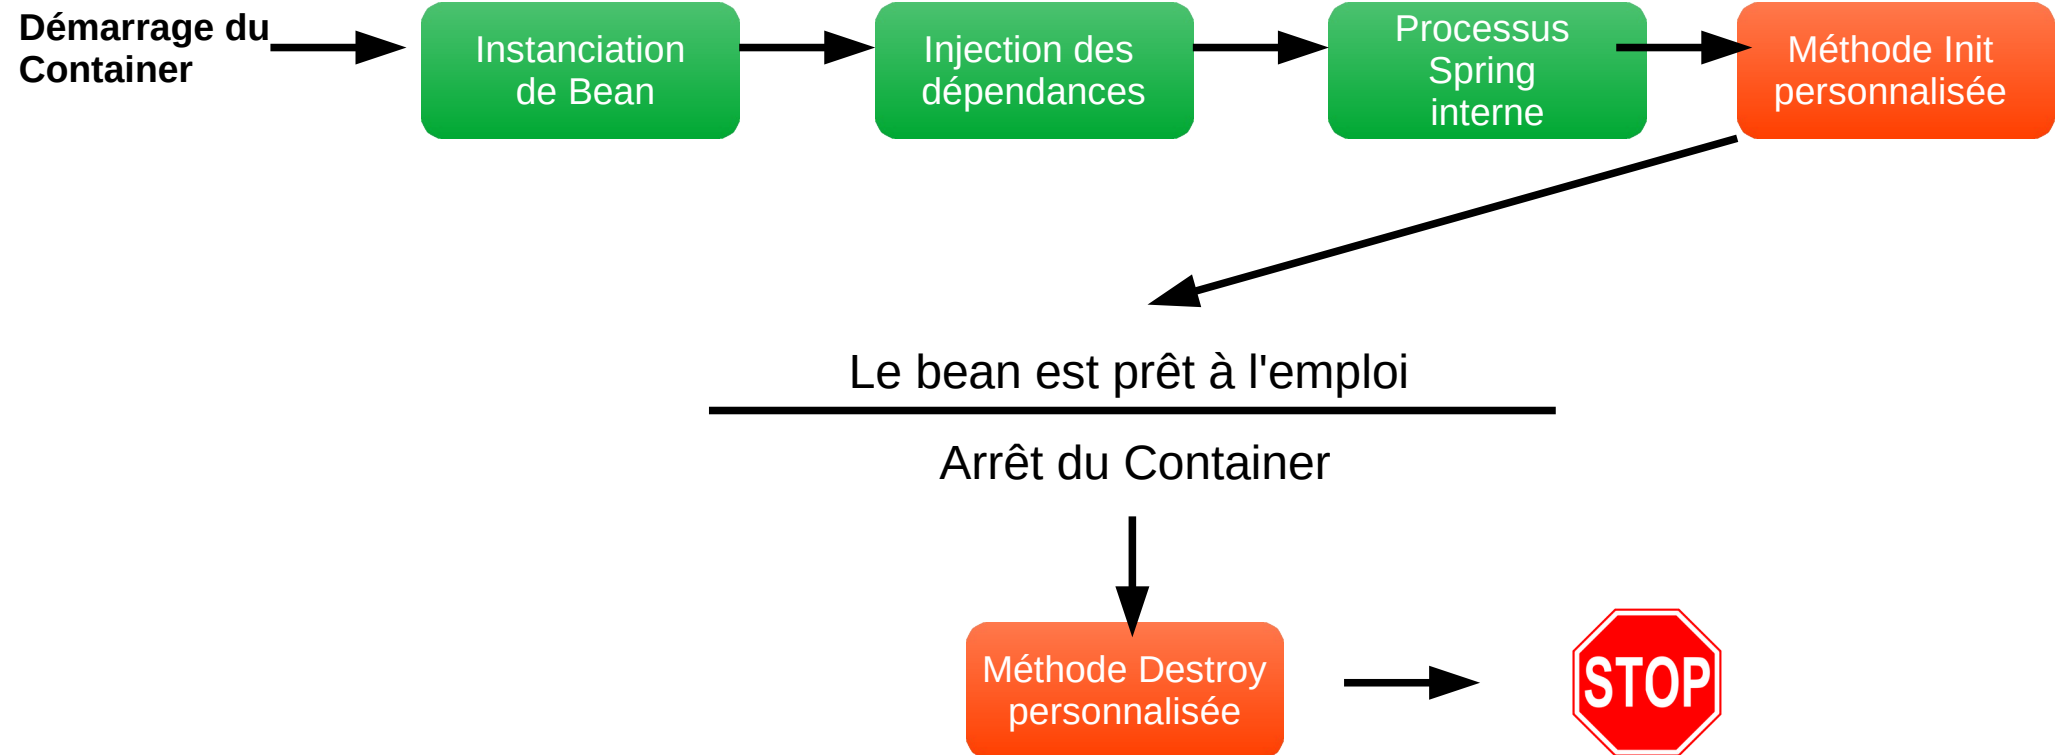 Démarrage du
Container
Instanciation
de Bean
Injection des
dépendances
Processus
Spring
interne
Méthode Init
personnalisée
Le bean est prêt à l'emploi
Arrêt du Container
Méthode Destroy
personnalisée
STOP